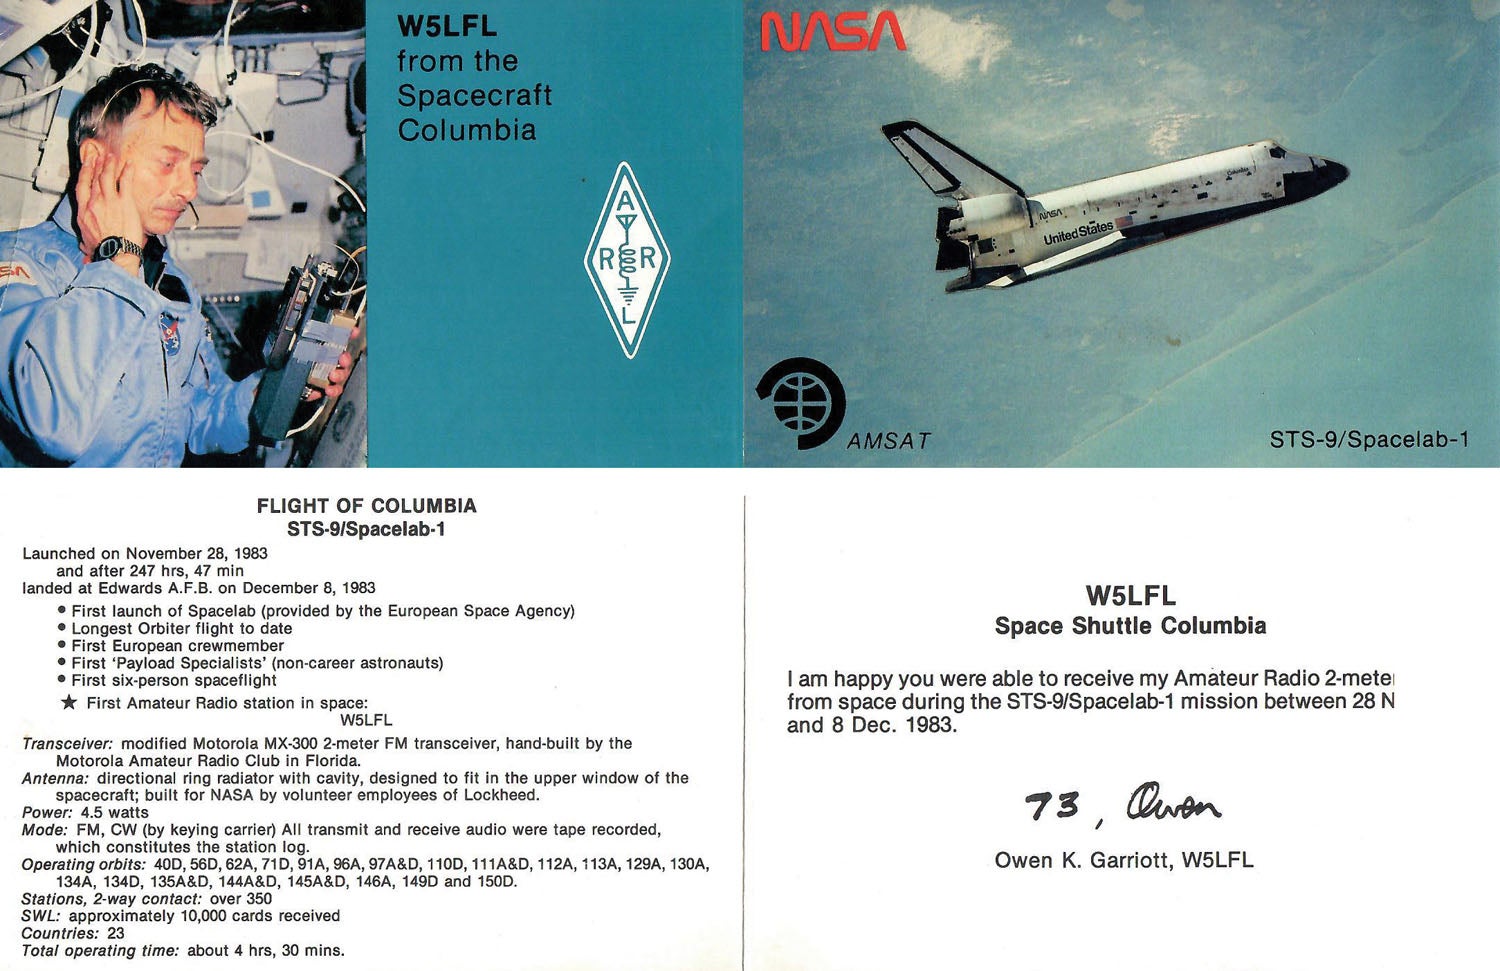 W5LFL
from the
Spacecraft
Columbia
A
R R
L
NASA
NASA
United States
Columbia
AMSAT
STS-9/Spacelab-1
FLIGHT OF COLUMBIA
STS-9/Spacelab-1
Launched on November 28, 1983
and after 247 hrs, 47 min
landed at Edwards A.F.B. on December 8, 1983
• First launch of Spacelab (provided by the European Space Agency)
• Longest Orbiter flight to date
• First European crewmember
• First ‘Payload Specialists’ (non-career astronauts)
• First six-person spaceflight
★ First Amateur Radio station in space:
W5LFL
Transceiver: modified Motorola MX-300 2-meter FM transceiver, hand-built by the
Motorola Amateur Radio Club in Florida.
Antenna: directional ring radiator with cavity, designed to fit in the upper window of the
spacecraft; built for NASA by volunteer employees of Lockheed.
Power: 4.5 watts
Mode: FM, CW (by keying carrier) All transmit and receive audio were tape recorded,
which constitutes the station log.
Operating orbits: 40D, 56D, 62A, 71D, 91A, 96A, 97A&D, 110D, 111A&D, 112A, 113A, 129A, 130A,
134A, 134D, 135A&D, 144A&D, 145A&D, 146A, 149D and 150D.
Stations, 2-way contact: over 350
SWL: approximately 10,000 cards received
Countries: 23
Total operating time: about 4 hrs, 30 mins.
W5LFL
Space Shuttle Columbia
I am happy you were able to receive my Amateur Radio 2-mete
from space during the STS-9/Spacelab-1 mission between 28 N
and 8 Dec. 1983.
73, Owen
Owen K. Garriott, W5LFL